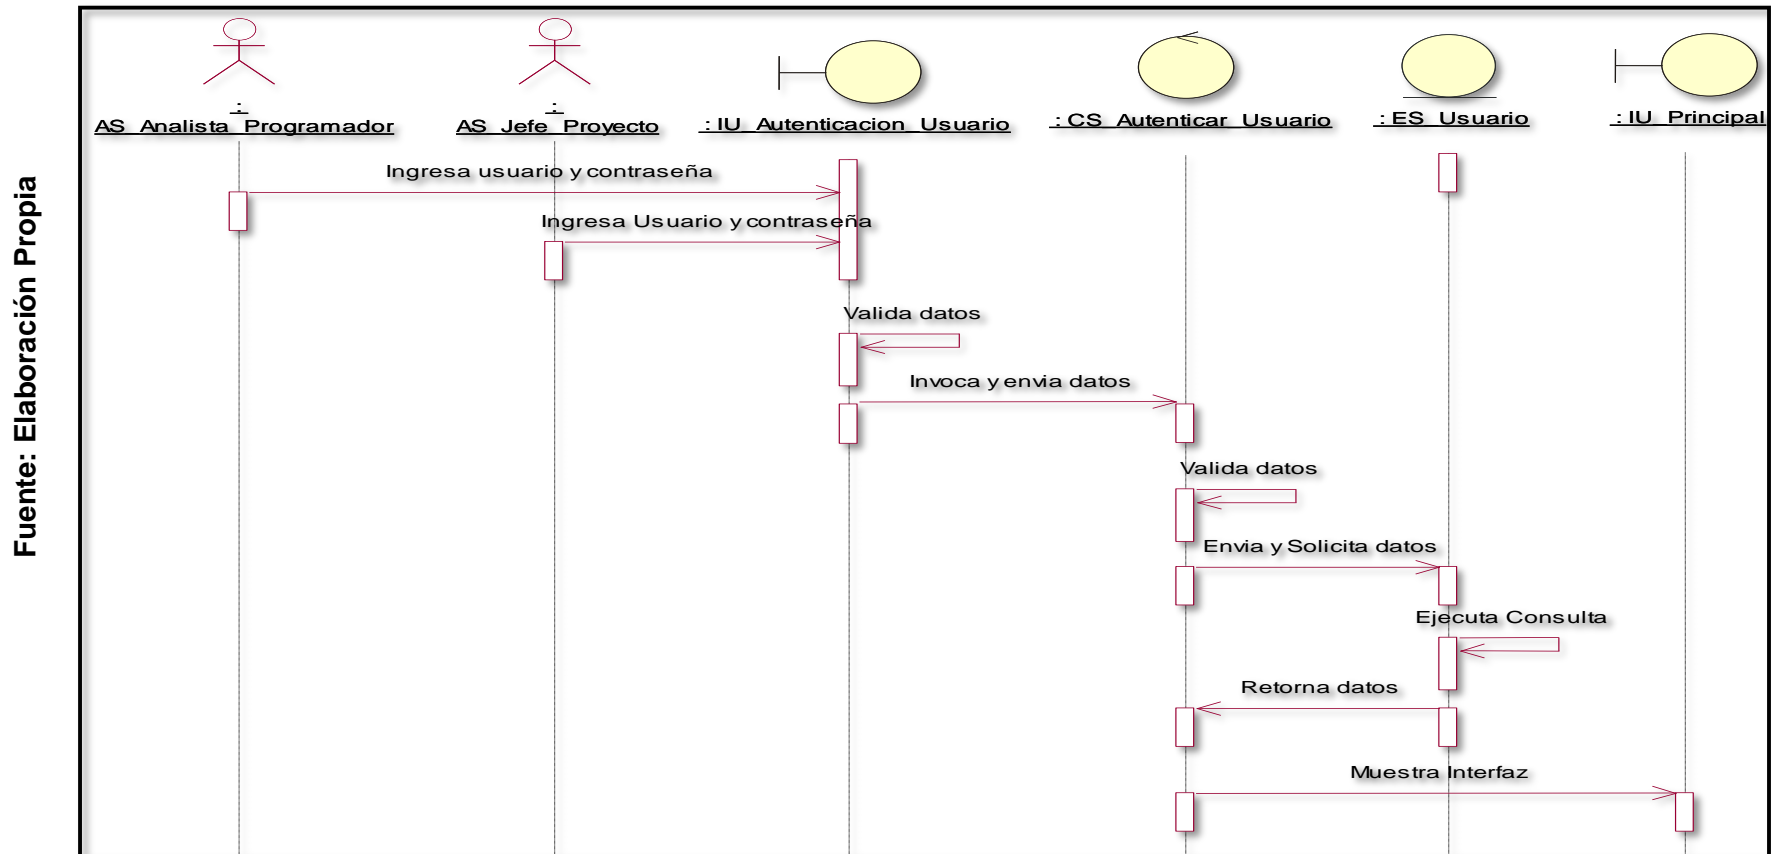 Fuente: Elaboración Propia
:
AS_Analista_Programador
:
AS_Jefe_Proyecto
: IU_Autenticacion_Usuario
: CS_Autenticar_Usuario
: ES_Usuario
: IU_Principal
Ingresa usuario y contraseña
Ingresa Usuario y contraseña
Valida datos
Invoca y envia datos
Valida datos
Envia y Solicita datos
Ejecuta Consulta
Retorna datos
Muestra Interfaz